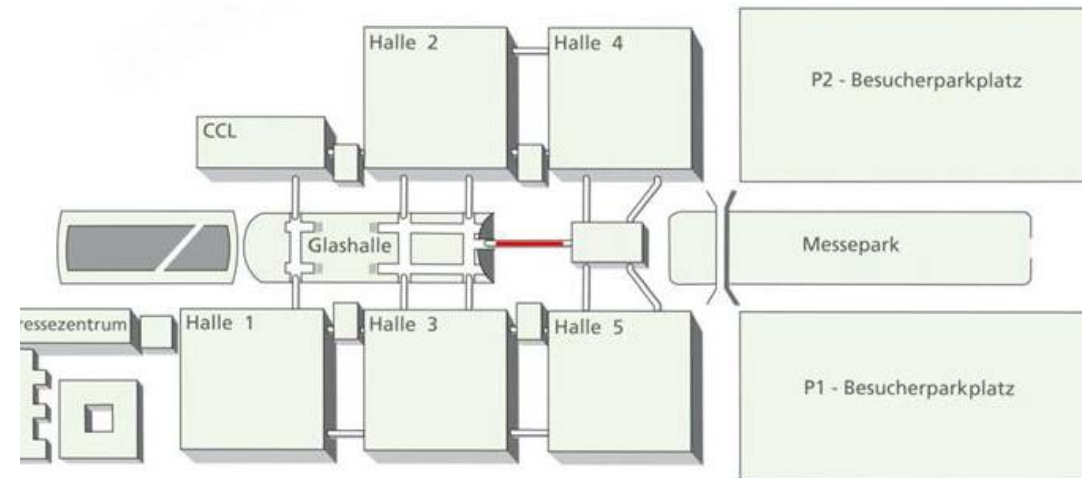 Halle 2
Halle 4
P2 - Besucherparkplatz
CCL
Glashalle
Messepark
ressezentrum
Halle 1
Halle 3
Halle 5
P1 - Besucherparkplatz